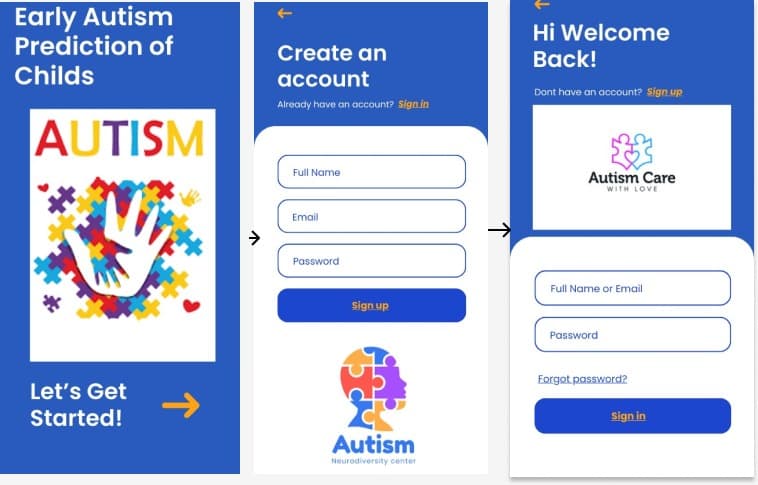 Early Autism
Prediction of
Childs
AUTISM
Let's Get
Started!
Create an
account
Already have an account? Sign in
Full Name
Email
Password
Sign up
Autism
Neurodiversity center
Hi Welcome
Back!
Dont have an account? Sign up
Autism Care
WITH LOVE
Full Name or Email
Password
Forgot password?
Sign in